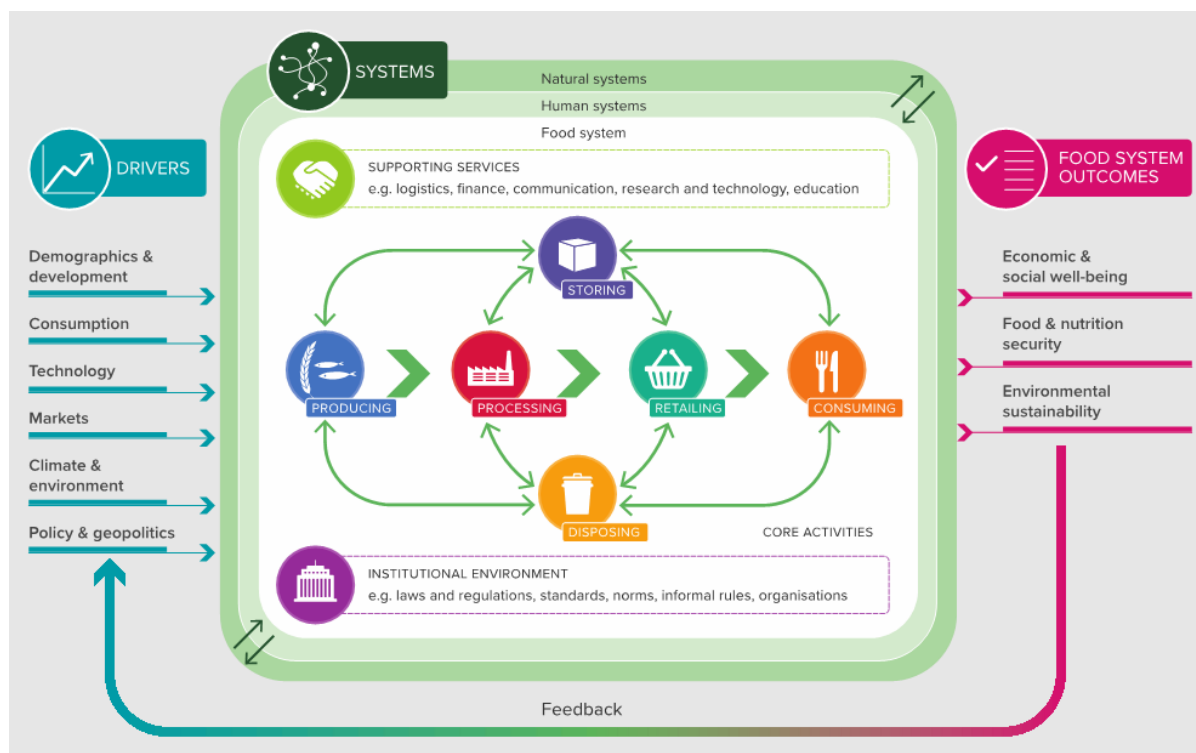 SYSTEMS
Natural systems
Human systems
Food system
DRIVERS
Demographics &
development
Consumption
Technology
Markets
Climate &
environment
Policy & geopolitics
SUPPORTING SERVICES
e.g. logistics, finance, communication, research and technology, education
STORING
PRODUCING
PROCESSING
RETAILING
CONSUMING
DISPOSING
CORE ACTIVITIES
INSTITUTIONAL ENVIRONMENT
e.g. laws and regulations, standards, norms, informal rules, organisations
FOOD SYSTEM
OUTCOMES
Economic &
social well-being
Food & nutrition
security
Environmental
sustainability
Feedback